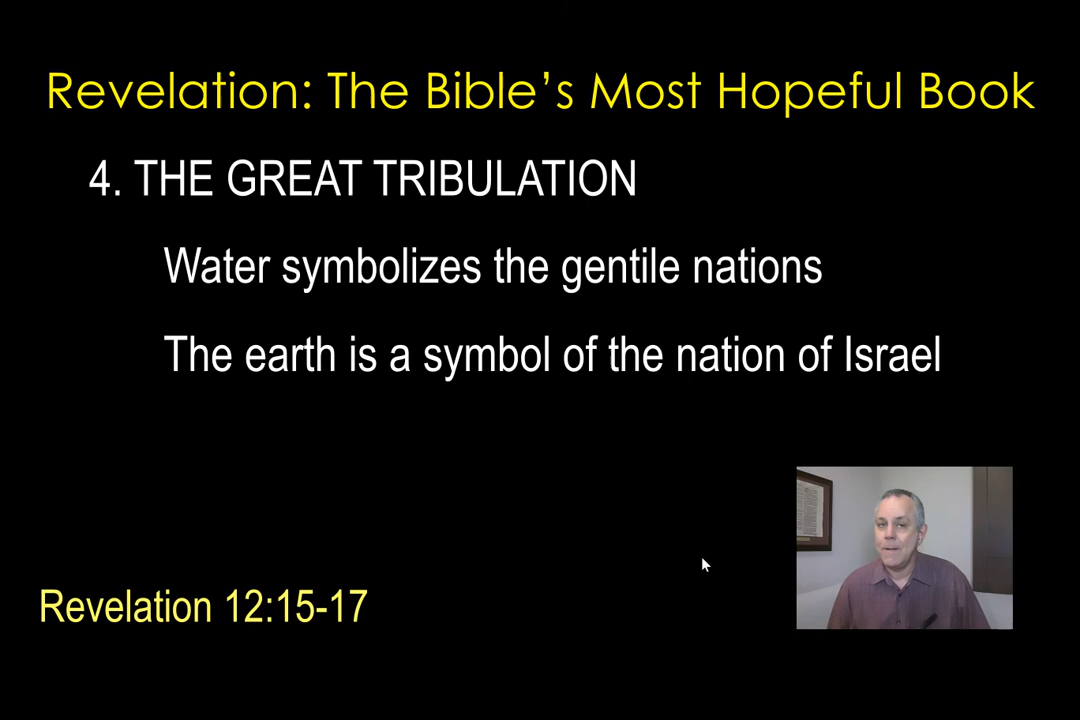 Revelation: The Bible’s Most Hopeful Book
4. THE GREAT TRIBULATION
Water symbolizes the gentile nations
The earth is a symbol of the nation of Israel
Revelation 12:15-17